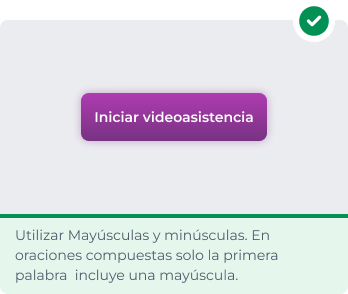 Iniciar videoasistencia
Utilizar Mayúsculas y minúsculas. En
oraciones compuestas solo la primera
palabra  incluye una mayúscula.